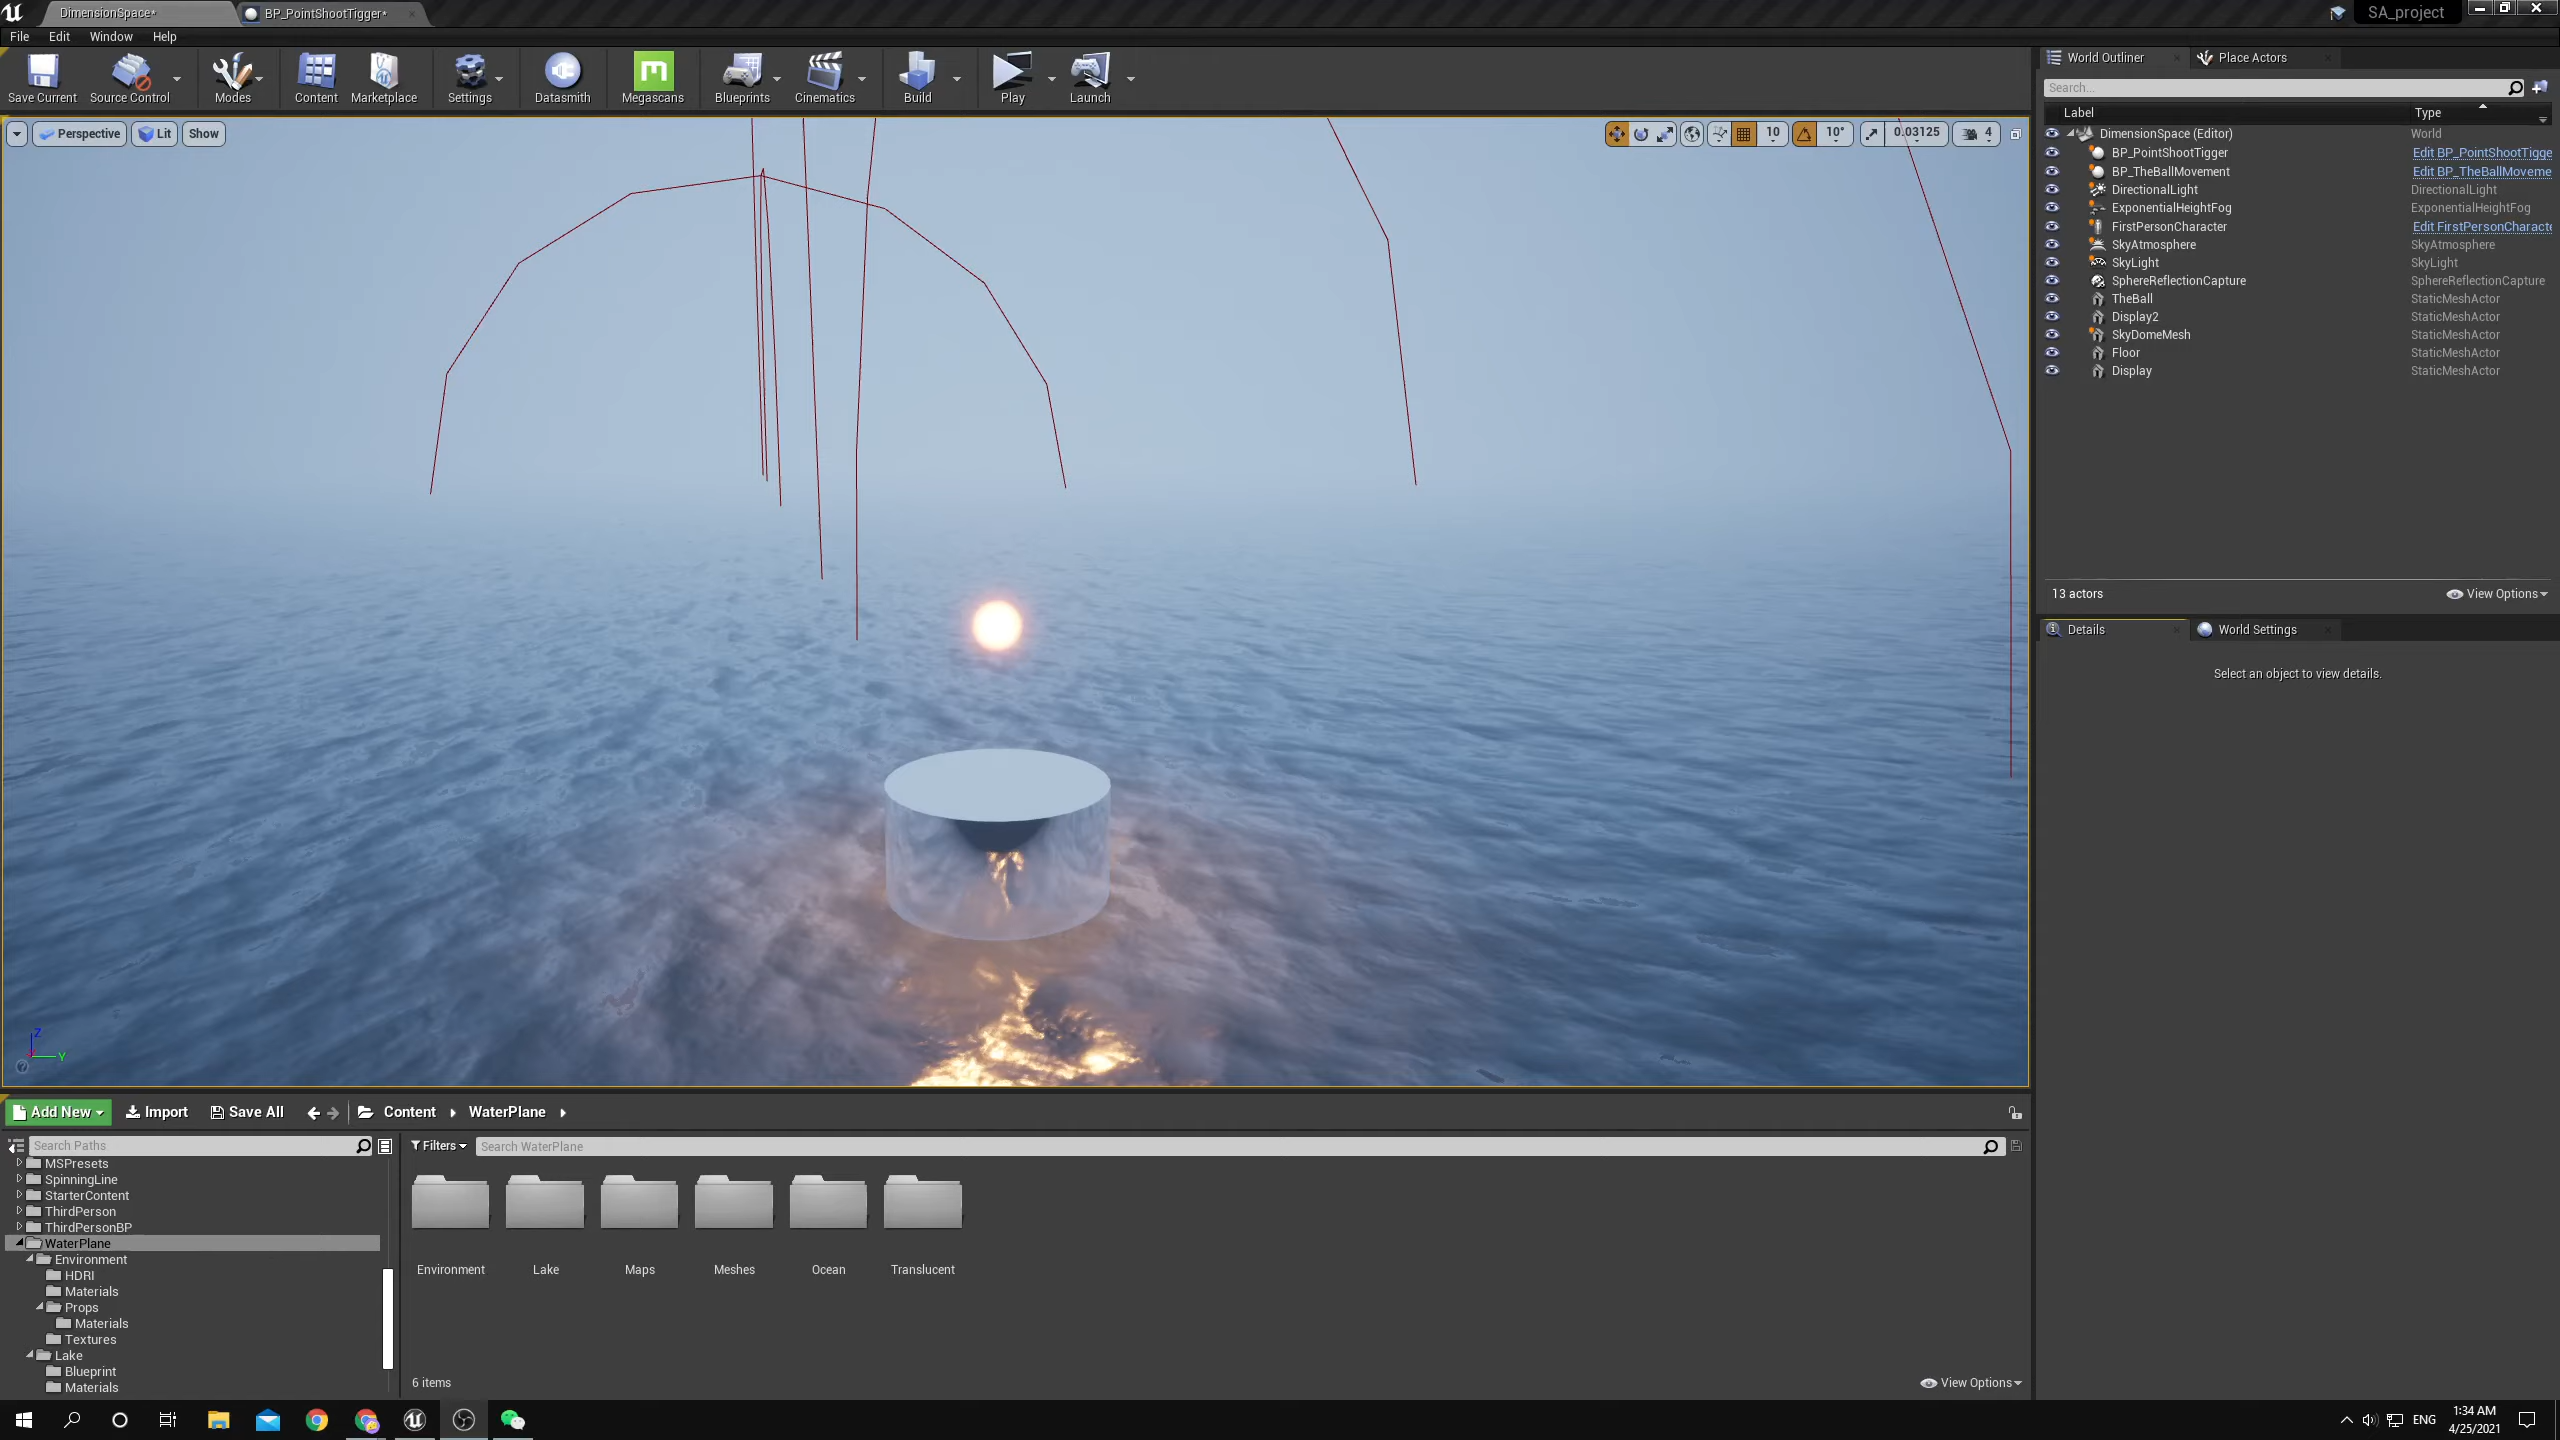 DimensionSpace*
BP_PointShootTigger*
SA_project
File Edit Window Help
Save Current Source Control Modes Content Marketplace Settings Datasmith Megascans Blueprints Cinematics Build Play Launch
Perspective Lit Show
10 10° 0.03125 4
World Outliner Place Actors
Search...
Label Type
DimensionSpace (Editor) World
BP_PointShootTigger Edit BP_PointShootTigge
BP_TheBallMovement Edit BP_TheBallMoveme
DirectionalLight DirectionalLight
ExponentialHeightFog ExponentialHeightFog
FirstPersonCharacter Edit FirstPersonCharacte
SkyAtmosphere SkyAtmosphere
SkyLight SkyLight
SphereReflectionCapture SphereReflectionCapture
TheBall StaticMeshActor
Display2 StaticMeshActor
SkyDomeMesh StaticMeshActor
Floor StaticMeshActor
Display StaticMeshActor
13 actors View Options
Details World Settings
Select an object to view details.
Z
Y
Add New Import Save All Content WaterPlane
Search Paths
Filters Search WaterPlane
MSPresets
SpinningLine
StarterContent
ThirdPerson
ThirdPersonBP
WaterPlane
Environment
HDRI
Materials
Props
Materials
Textures
Lake
Blueprint
Materials
Environment Lake Maps Meshes Ocean Translucent
6 items View Options
ENG
1:34 AM
4/25/2021